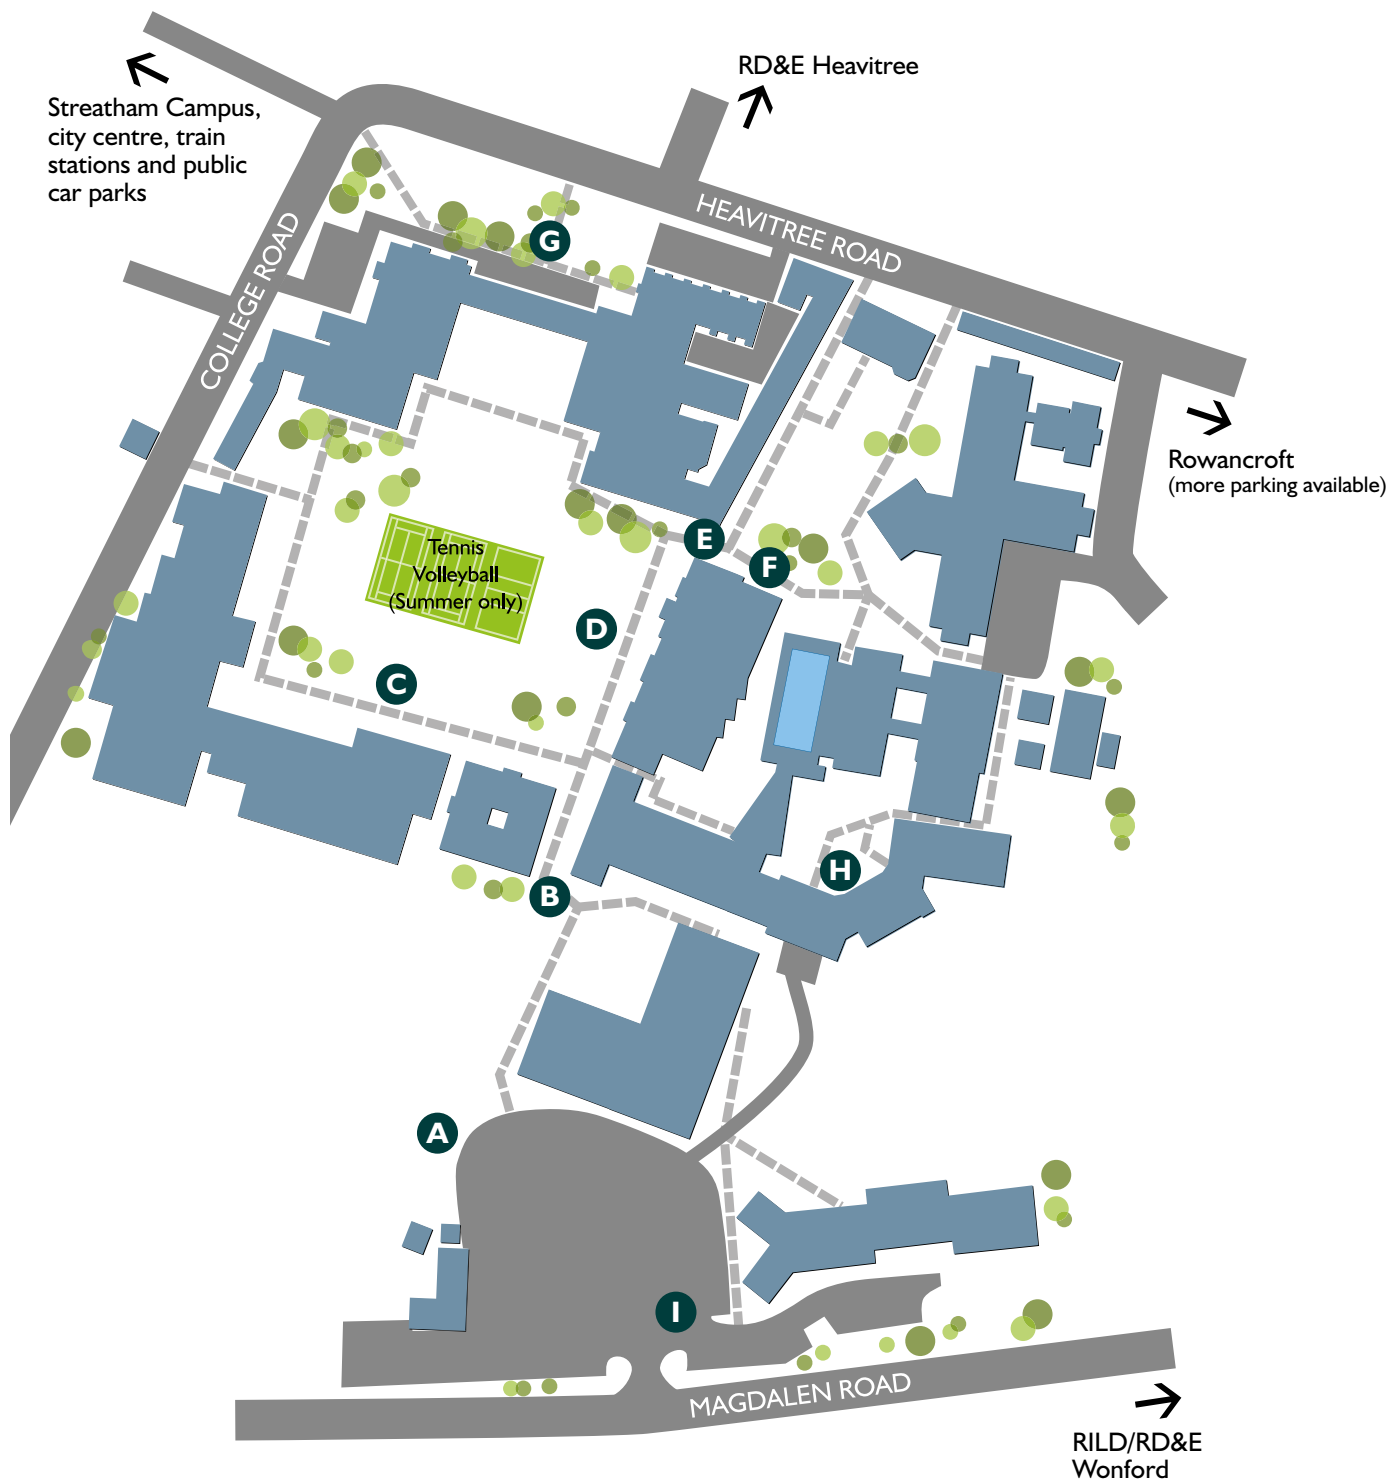 RD&E Heavitree
Streatham Campus,
city centre, train
stations and public
car parks
HEAVITREE ROAD
G
COLLEGE ROAD
Rowancroft
(more parking available)
E
Tennis
Volleyball
(Summer only)
F
D
C
H
B
A
I
MAGDALEN ROAD
RILD/RD&E
Wonford